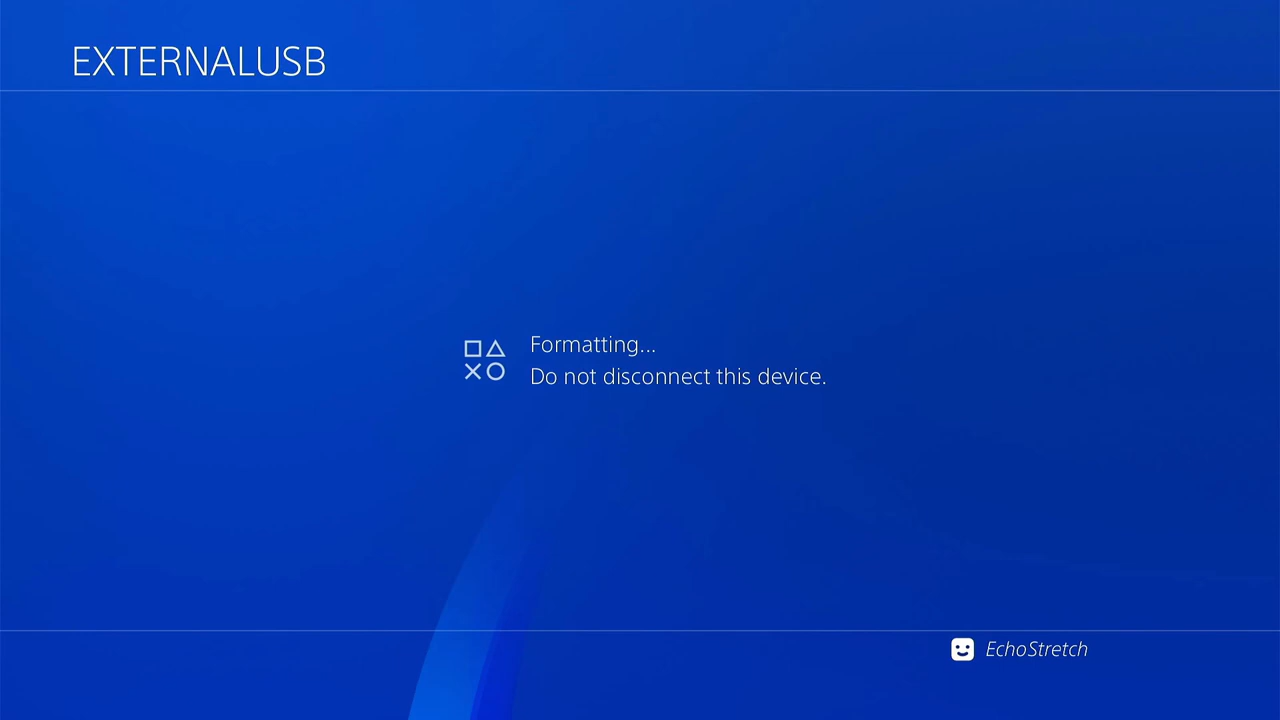 EXTERNALUSB
Formatting...
Do not disconnect this device.
EchoStretch